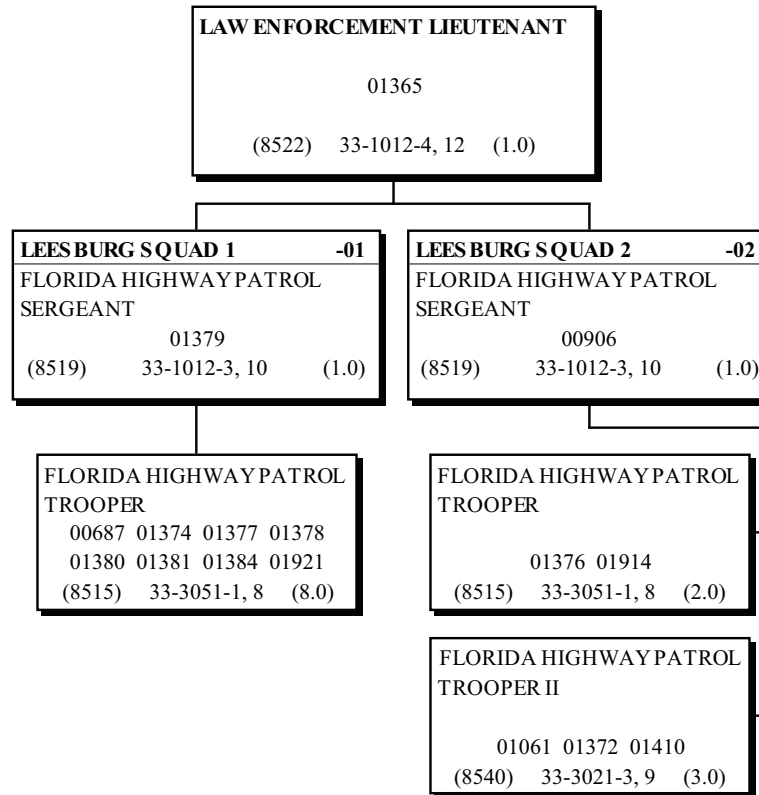 LAW ENFORCEMENT LIEUTENANT
01365
(8522) 33-1012-4, 12 (1.0)
LEESBURG SQUAD 1 -01
FLORIDA HIGHWAY PATROL
SERGEANT
01379
(8519) 33-1012-3, 10 (1.0)
LEESBURG SQUAD 2 -02
FLORIDA HIGHWAY PATROL
SERGEANT
00906
(8519) 33-1012-3, 10 (1.0)
FLORIDA HIGHWAY PATROL
TROOPER
00687 01374 01377 01378
01380 01381 01384 01921
(8515) 33-3051-1, 8 (8.0)
FLORIDA HIGHWAY PATROL
TROOPER
01376 01914
(8515) 33-3051-1, 8 (2.0)
FLORIDA HIGHWAY PATROL
TROOPER II
01061 01372 01410
(8540) 33-3021-3, 9 (3.0)